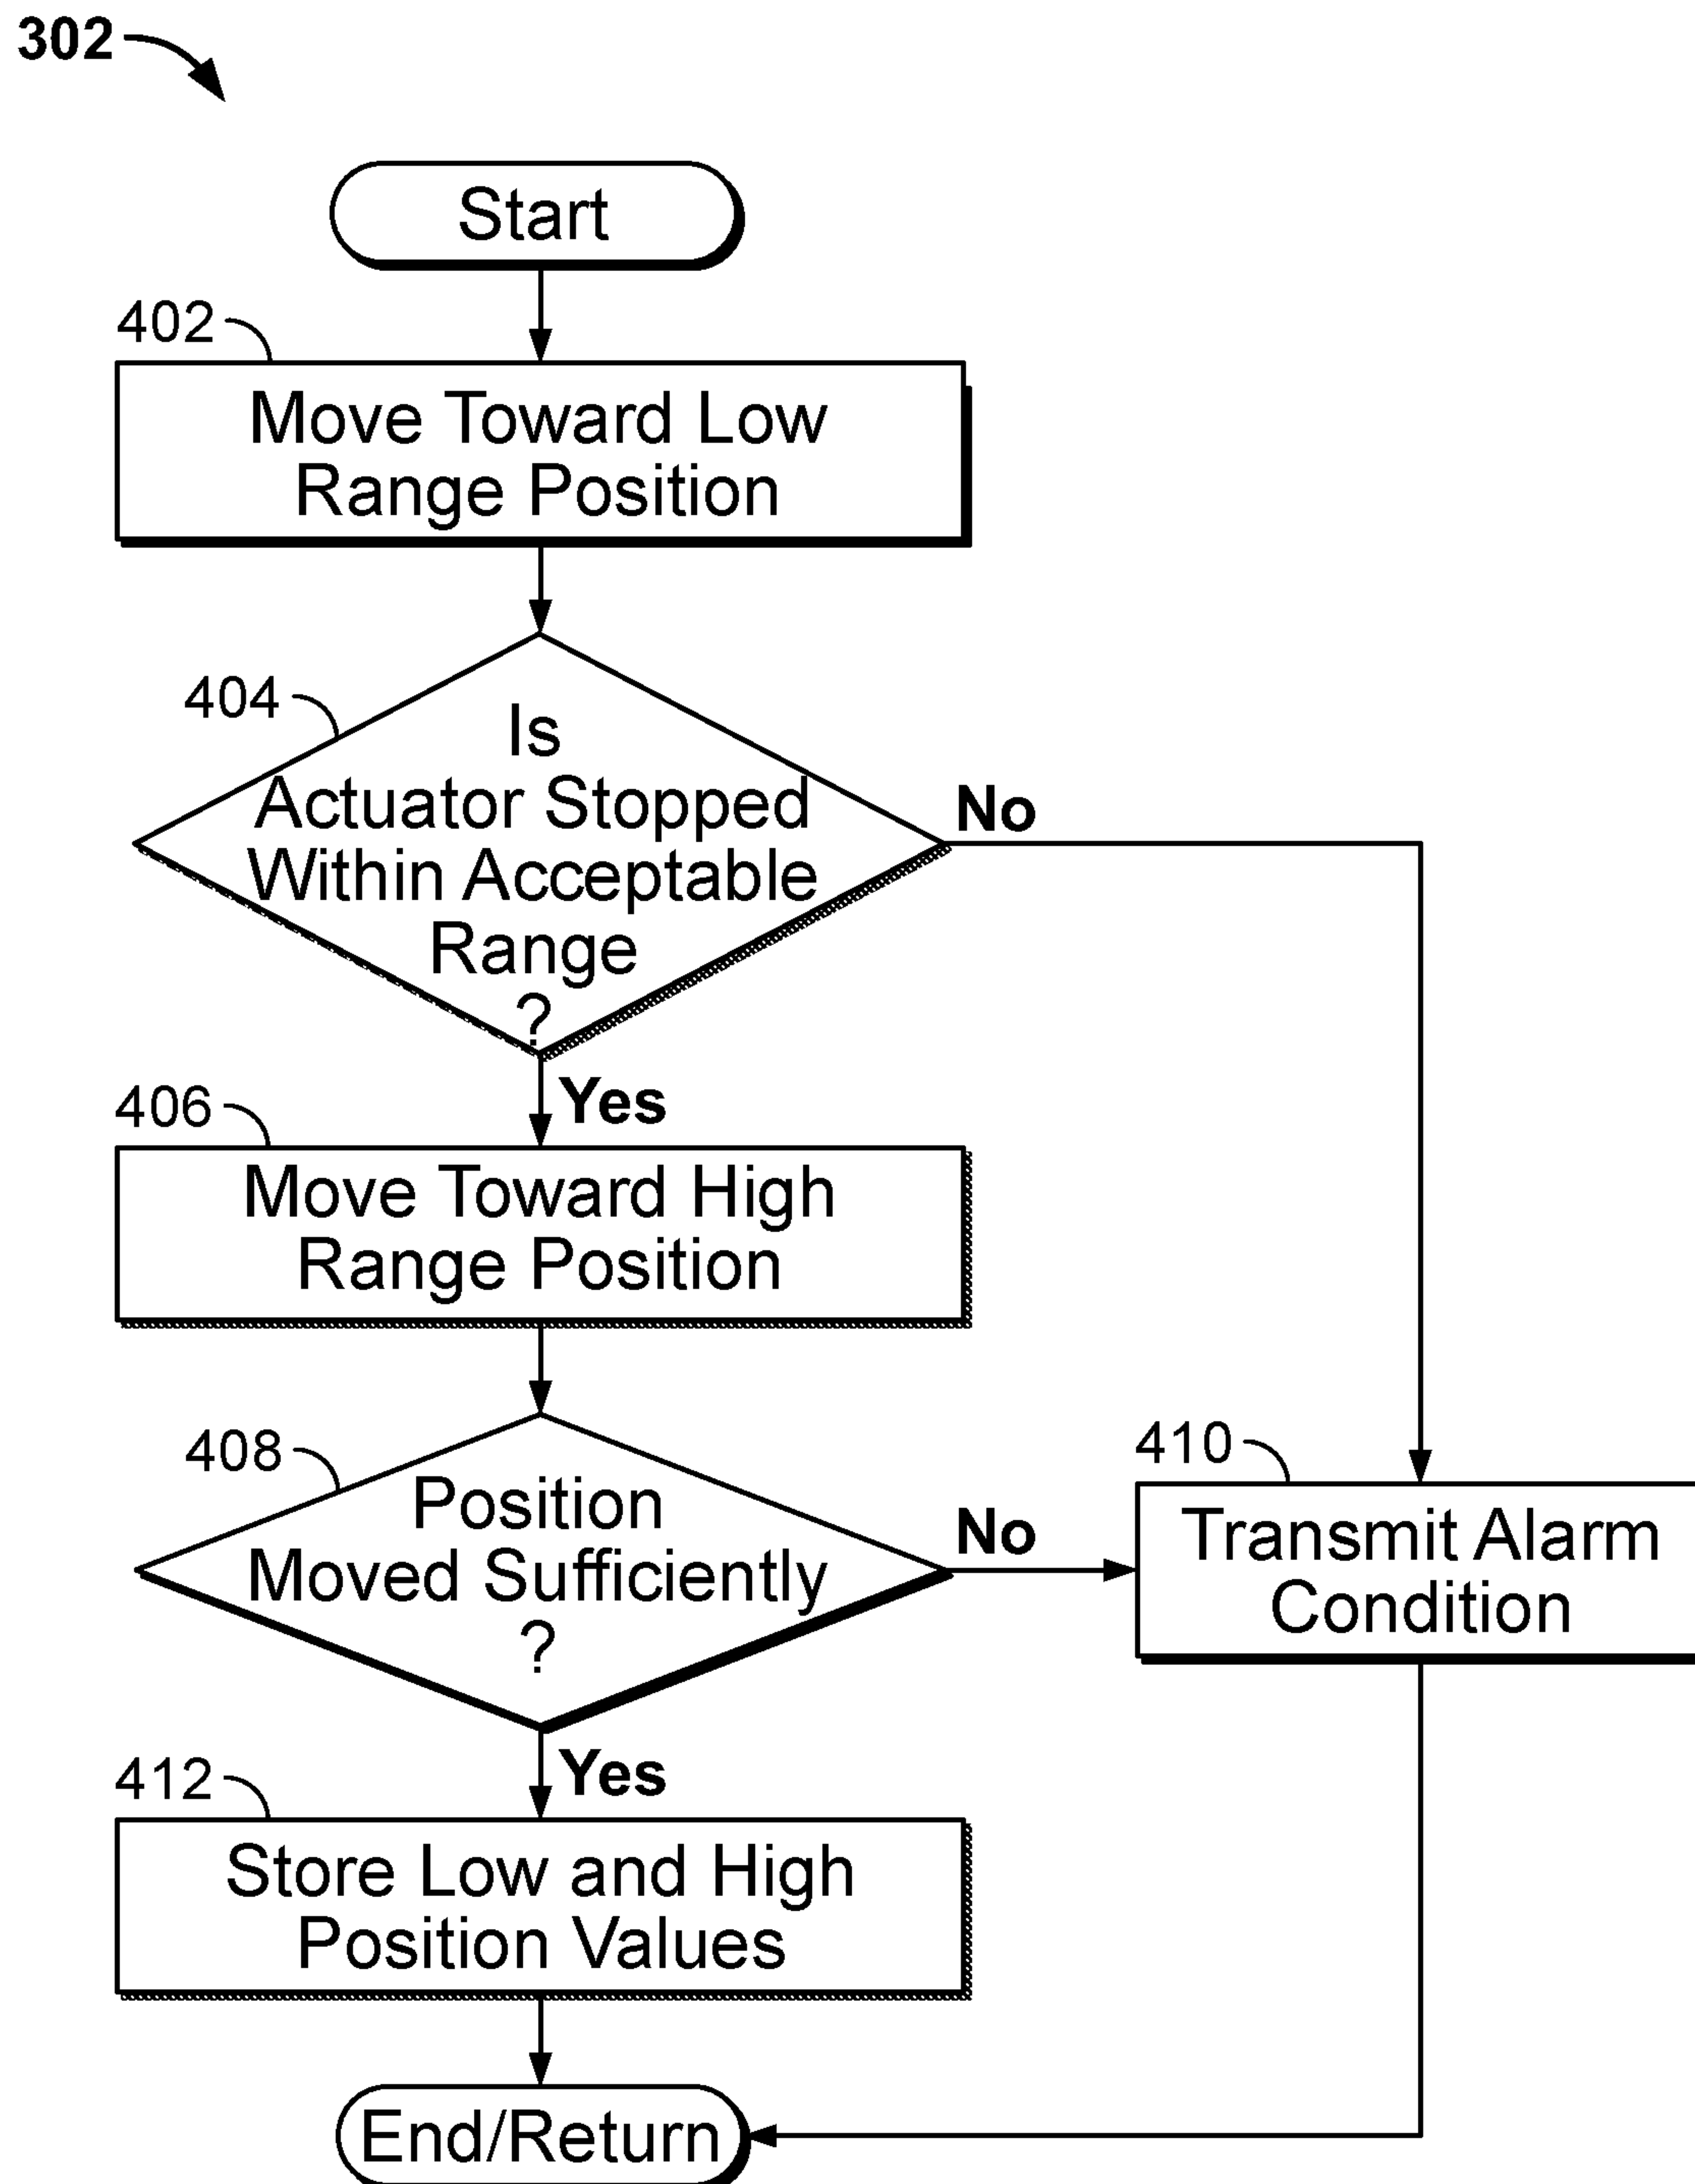 302
Start
402
Move Toward Low
Range Position
404
Is
Actuator Stopped
Within Acceptable
Range
?
No
Yes
406
Move Toward High
Range Position
408
Position
Moved Sufficiently
?
No
410
Transmit Alarm
Condition
Yes
412
Store Low and High
Position Values
End/Return